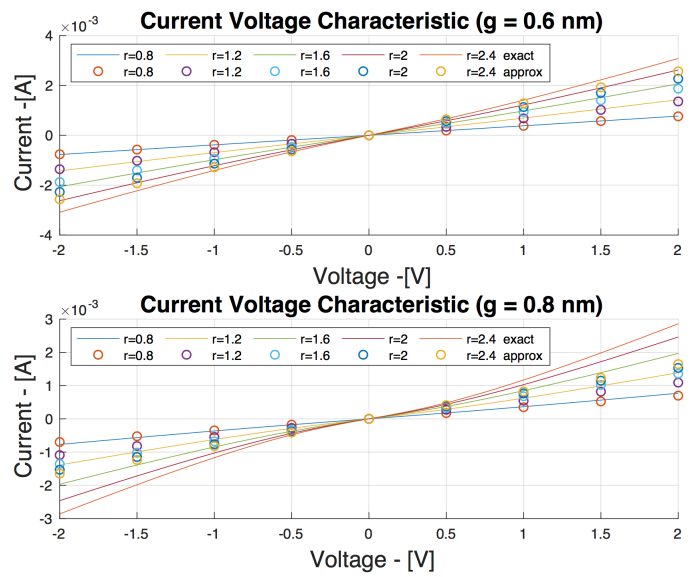 Current Voltage Characteristic (g = 0.6 nm)
×10⁻³
r=0.8 r=1.2 r=1.6 r=2 r=2.4 exact
r=0.8 r=1.2 r=1.6 r=2 r=2.4 approx
4
2
0
-2
-4
Current -[A]
-2 -1.5 -1 -0.5 0 0.5 1 1.5 2
Voltage -[V]
Current Voltage Characteristic (g = 0.8 nm)
×10⁻³
r=0.8 r=1.2 r=1.6 r=2 r=2.4 exact
r=0.8 r=1.2 r=1.6 r=2 r=2.4 approx
3
2
1
0
-1
-2
-3
Current - [A]
-2 -1.5 -1 -0.5 0 0.5 1 1.5 2
Voltage - [V]